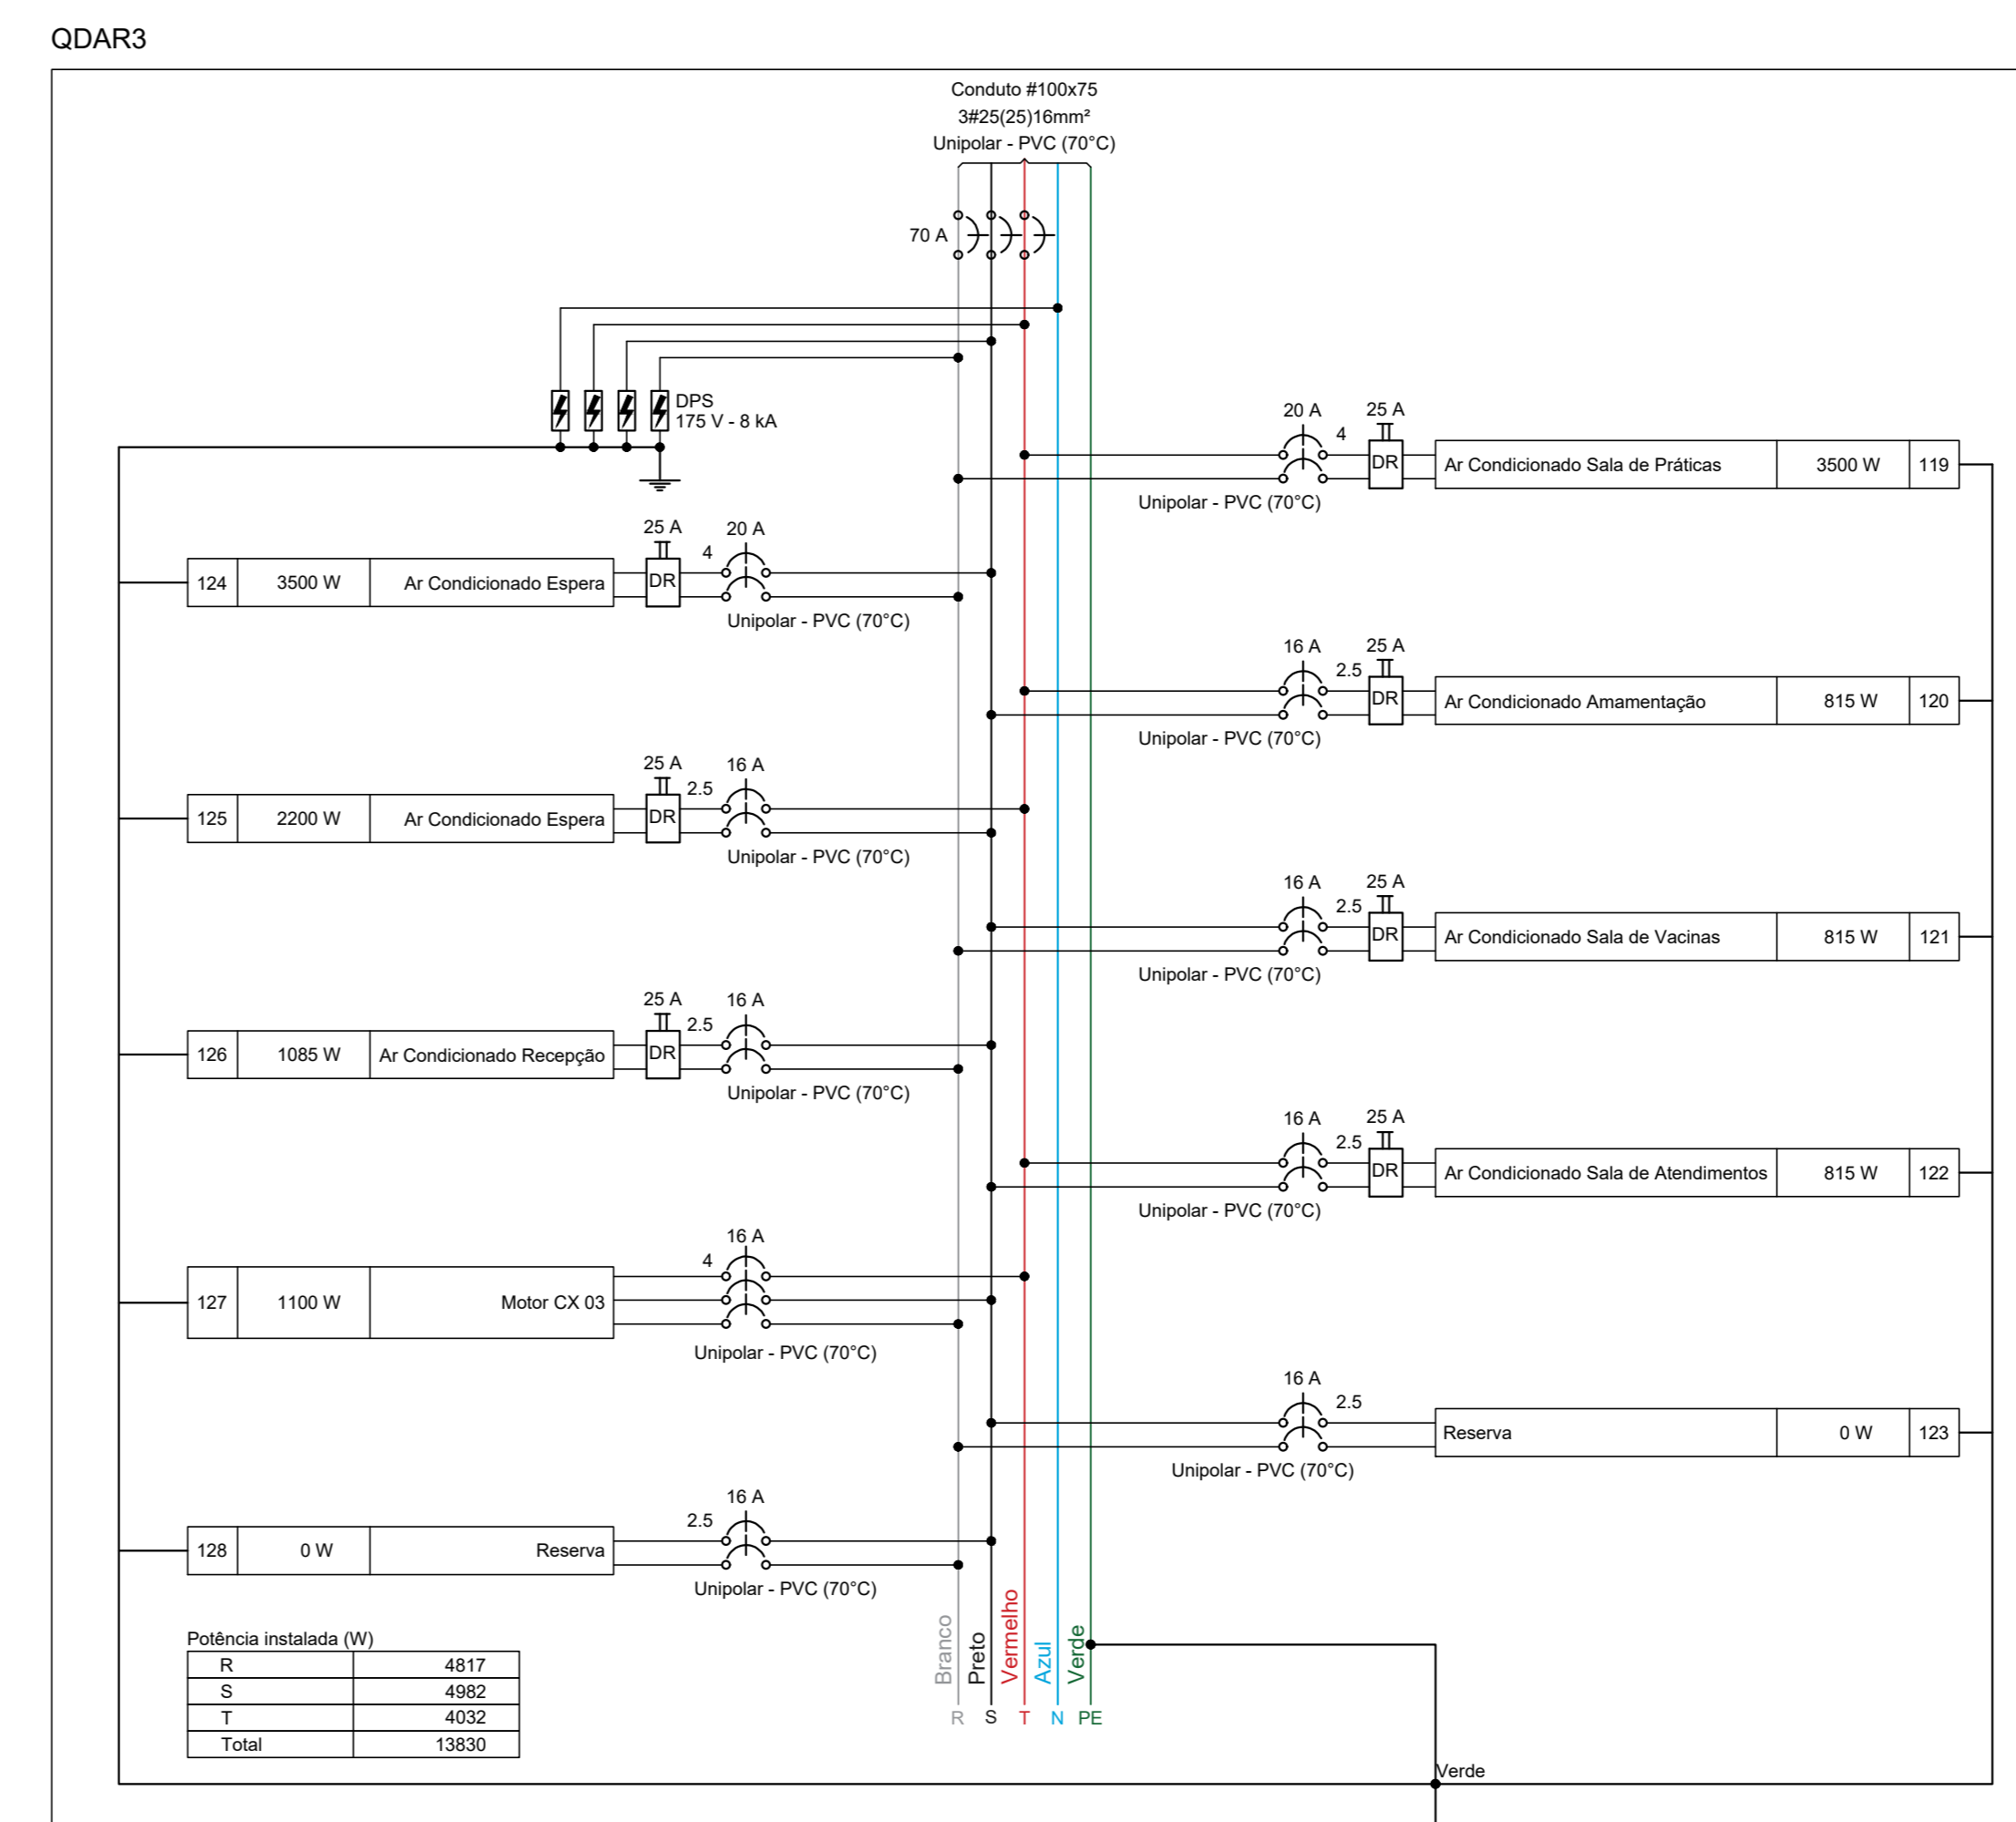 QDAR3
Conduto #100x75
3#25(25)16mm²
Unipolar - PVC (70°C)
70 A
DPS
175 V - 8 kA
20 A
4
25 A
DR
Ar Condicionado Sala de Práticas
3500 W
119
Unipolar - PVC (70°C)
124
3500 W
Ar Condicionado Espera
25 A
DR
4
20 A
Unipolar - PVC (70°C)
16 A
2.5
25 A
DR
Ar Condicionado Amamentação
815 W
120
Unipolar - PVC (70°C)
125
2200 W
Ar Condicionado Espera
25 A
DR
2.5
16 A
Unipolar - PVC (70°C)
16 A
2.5
25 A
DR
Ar Condicionado Sala de Vacinas
815 W
121
Unipolar - PVC (70°C)
126
1085 W
Ar Condicionado Recepção
25 A
DR
2.5
16 A
Unipolar - PVC (70°C)
16 A
2.5
25 A
DR
Ar Condicionado Sala de Atendimentos
815 W
122
Unipolar - PVC (70°C)
127
1100 W
Motor CX 03
4
16 A
Unipolar - PVC (70°C)
16 A
2.5
Reserva
0 W
123
Unipolar - PVC (70°C)
128
0 W
Reserva
2.5
16 A
Unipolar - PVC (70°C)
Potência instalada (W)
R 4817
S 4982
T 4032
Total 13830
Branco
Preto
Vermelho
Azul
Verde
R S T N PE
Verde